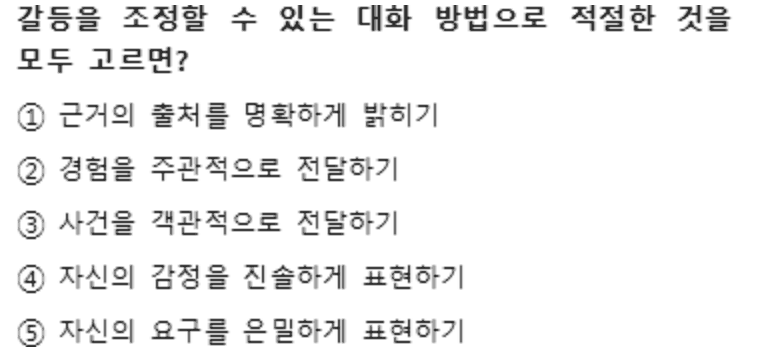 갈등을 조정할 수 있는 대화 방법으로 적절한 것을
모두 고르면?
① 근거의 출처를 명확하게 밝히기
② 경험을 주관적으로 전달하기
③ 사건을 객관적으로 전달하기
④ 자신의 감정을 진솔하게 표현하기
⑤ 자신의 요구를 은밀하게 표현하기